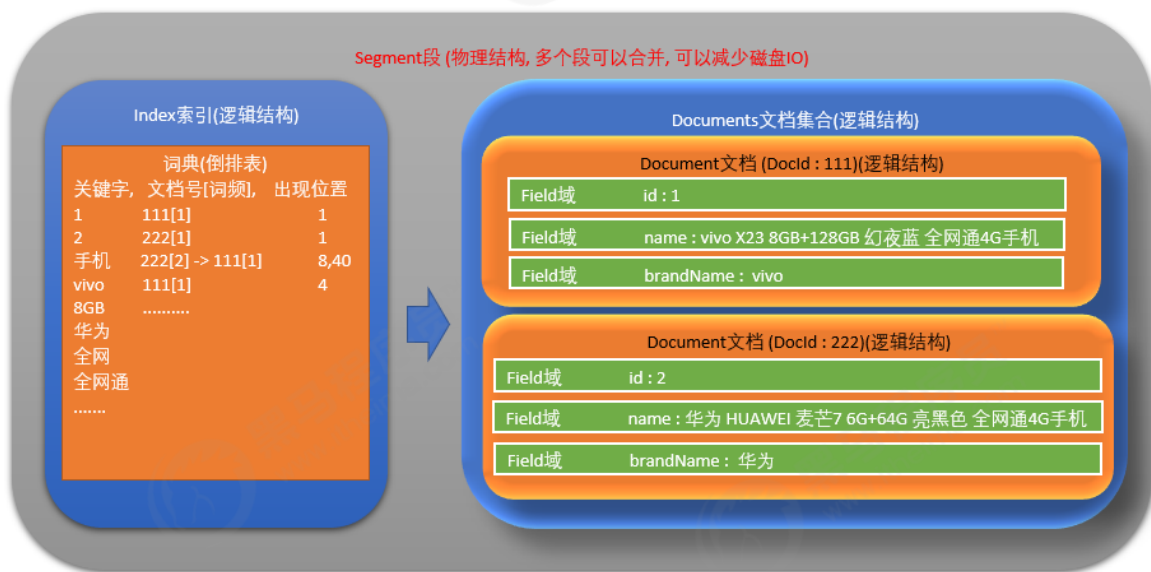 Segment段 (物理结构, 多个段可以合并, 可以减少磁盘IO)
Index索引(逻辑结构)
词典(倒排表)
关键字, 文档号[词频], 出现位置
1 111[1] 1
2 222[1] 1
手机 222[2] -> 111[1] 8,40
vivo 111[1] 4
8GB ..........
华为
全网
全网通
.......
Documents文档集合(逻辑结构)
Document文档 (DocId : 111)(逻辑结构)
Field域 id : 1
Field域 name : vivo X23 8GB+128GB 幻夜蓝 全网通4G手机
Field域 brandName : vivo
Document文档 (DocId : 222)(逻辑结构)
Field域 id : 2
Field域 name : 华为 HUAWEI 麦芒7 6G+64G 亮黑色 全网通4G手机
Field域 brandName : 华为